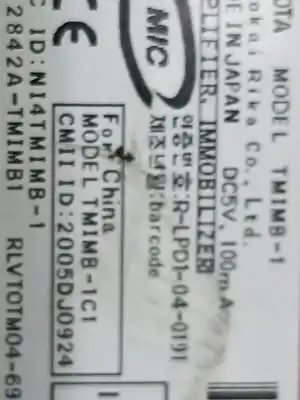 OTA MODEL TMIMB-1
okai Rika Co., Ltd.
E IN JAPAN DC5V, 100mA
PLIFIER, IMMOBILIZER
MIC
인증번호:R-LPD1-04-0191
제조년월:Barcode
For China
MODEL TMIMB-1C1
CMII ID:2005DJ0924
CE
C ID:NI4TMIMB-1
2842A-TMIMB1 RLVTOTM04-69